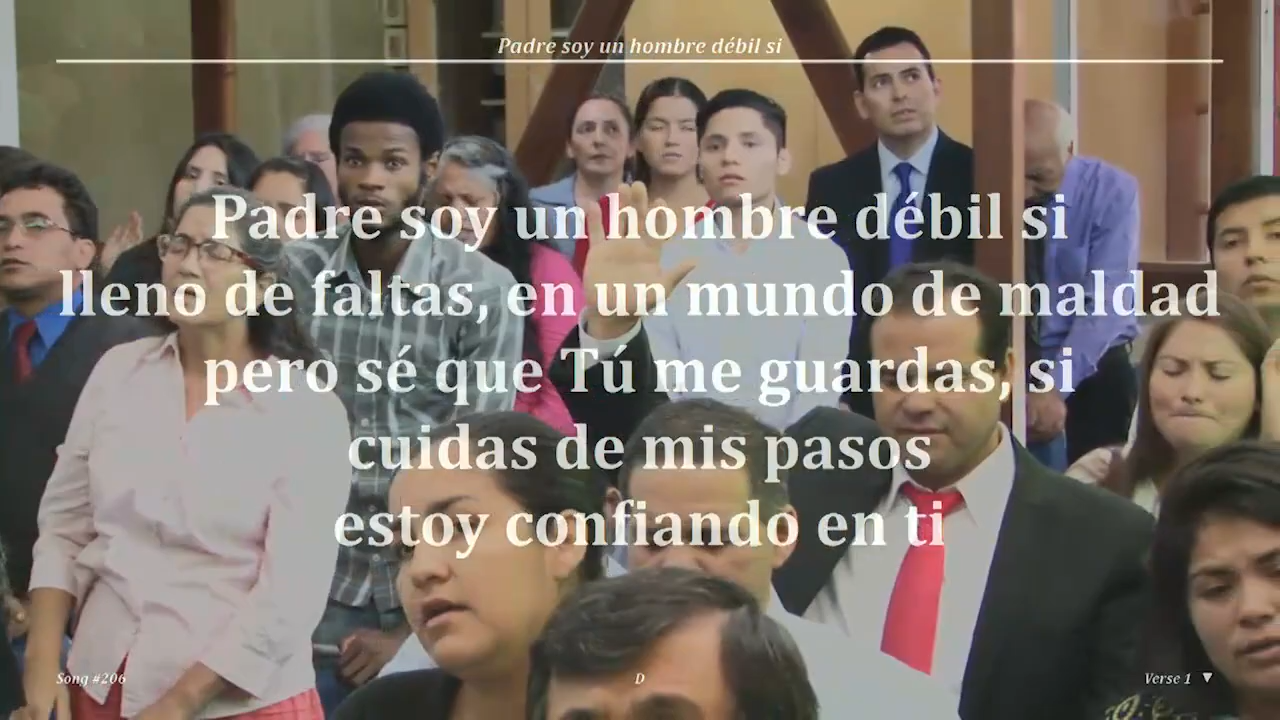 Padre soy un hombre débil si
Padre soy un hombre débil si
lleno de faltas, en un mundo de maldad
pero sé que Tú me guardas, si
cuidas de mis pasos
estoy confiando en ti
Song #206
D
Verse 1 ▼